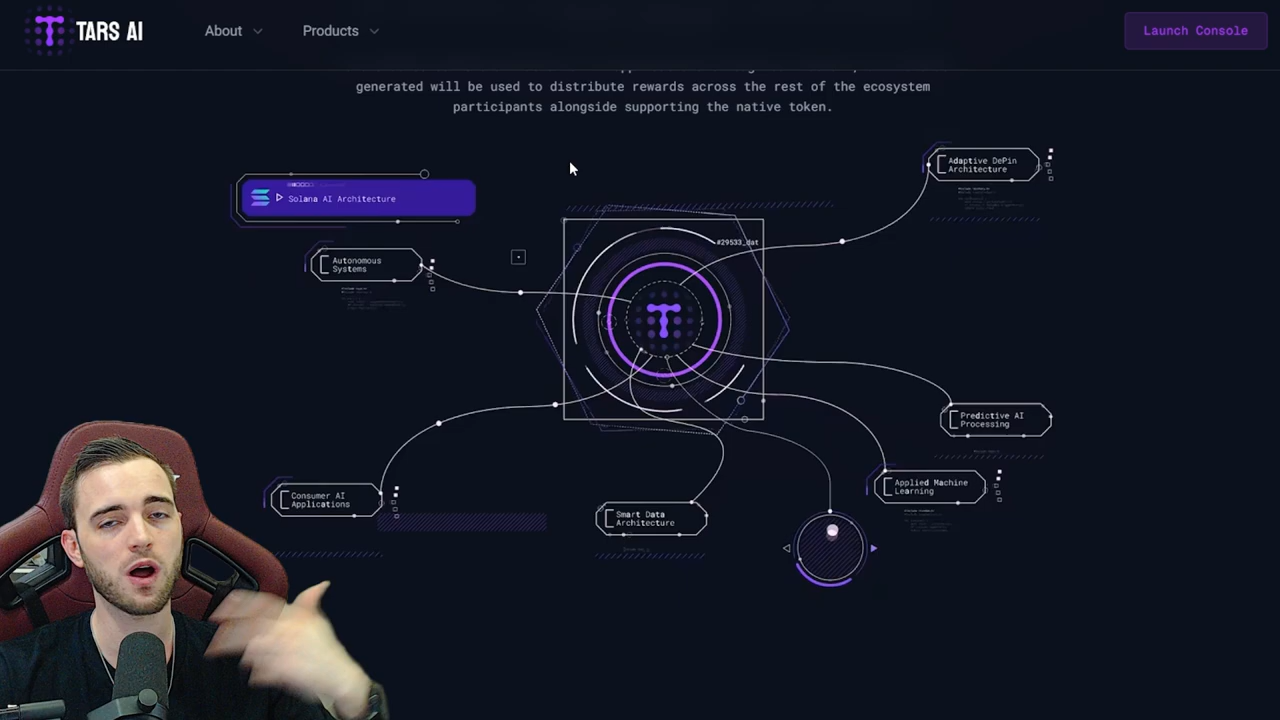 TARS AI
About
Products
Launch Console
generated will be used to distribute rewards across the rest of the ecosystem
participants alongside supporting the native token.
Adaptive DePin
Architecture
Solana AI Architecture
#29533_dat
Autonomous
Systems
T
Predictive AI
Processing
Applied Machine
Learning
Consumer AI
Applications
Smart Data
Architecture